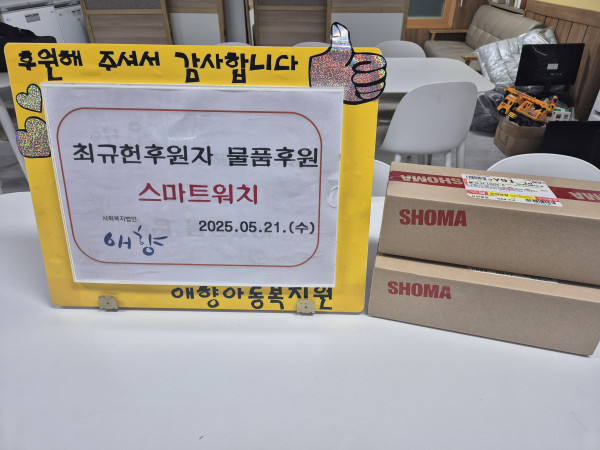 후원해 주셔서 감사합니다
최규헌후원자 물품후원
스마트워치
사회복지법인
애향
2025.05.21.(수)
애향아동복지원
SHOMA
SHOMA
SHOMA